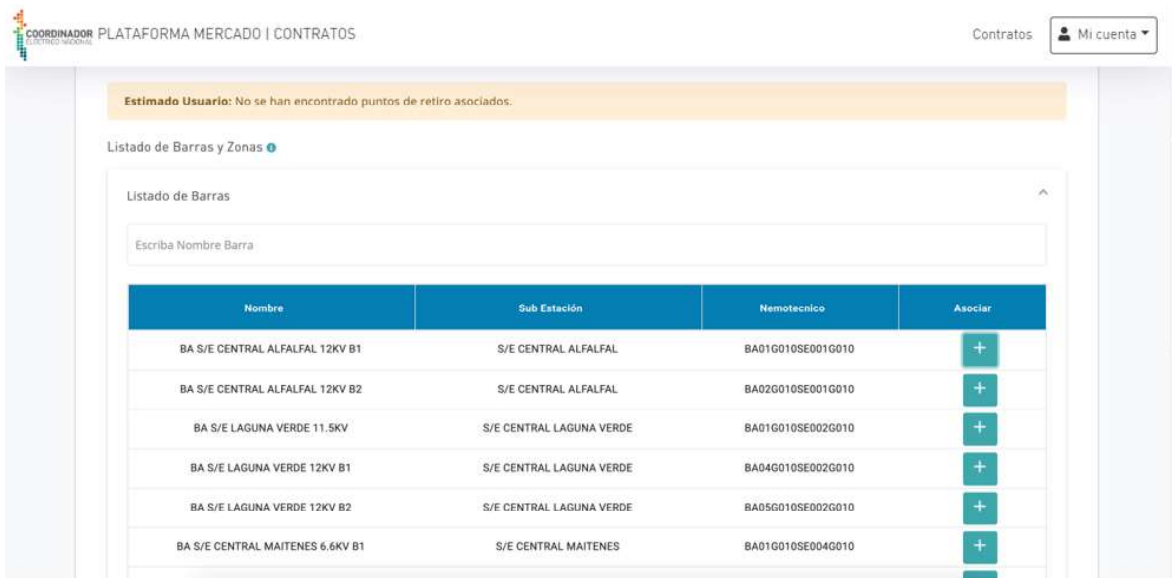 COORDINADOR
ELÉCTRICO NACIONAL
PLATAFORMA MERCADO | CONTRATOS
Contratos
Mi cuenta
Estimado Usuario: No se han encontrado puntos de retiro asociados.
Listado de Barras y Zonas
Listado de Barras
Escriba Nombre Barra
Nombre Sub Estación Nemotecnico Asociar
BA S/E CENTRAL ALFALFAL 12KV B1 S/E CENTRAL ALFALFAL BA01G010SE001G010 +
BA S/E CENTRAL ALFALFAL 12KV B2 S/E CENTRAL ALFALFAL BA02G010SE001G010 +
BA S/E LAGUNA VERDE 11.5KV S/E CENTRAL LAGUNA VERDE BA01G010SE002G010 +
BA S/E LAGUNA VERDE 12KV B1 S/E CENTRAL LAGUNA VERDE BA04G010SE002G010 +
BA S/E LAGUNA VERDE 12KV B2 S/E CENTRAL LAGUNA VERDE BA05G010SE002G010 +
BA S/E CENTRAL MAITENES 6.6KV B1 S/E CENTRAL MAITENES BA01G010SE004G010 +